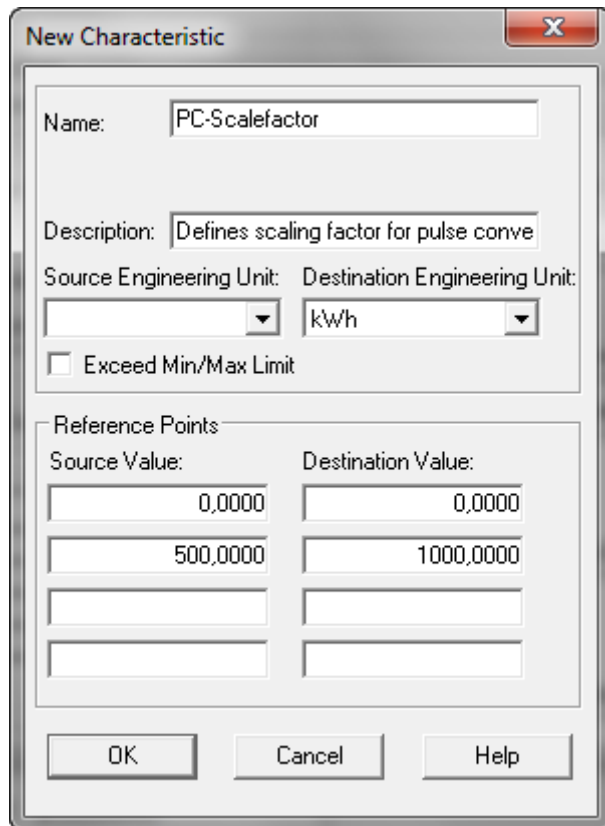 New Characteristic
Name: PC-Scalefactor
Description: Defines scaling factor for pulse conve
Source Engineering Unit: Destination Engineering Unit:
kWh
Exceed Min/Max Limit
Reference Points
Source Value: Destination Value:
0,0000 0,0000
500,0000 1000,0000
OK Cancel Help